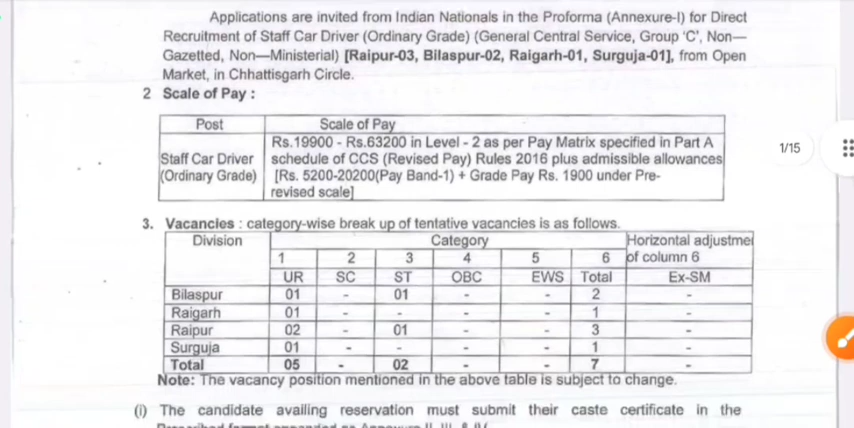 Applications are invited from Indian Nationals in the Proforma (Annexure-I) for Direct
Recruitment of Staff Car Driver (Ordinary Grade) (General Central Service, Group 'C', Non—
Gazetted, Non—Ministerial) [Raipur-03, Bilaspur-02, Raigarh-01, Surguja-01], from Open
Market, in Chhattisgarh Circle.
2 Scale of Pay :
Post Scale of Pay
Staff Car Driver (Ordinary Grade)
Rs.19900 - Rs.63200 in Level - 2 as per Pay Matrix specified in Part A
schedule of CCS (Revised Pay) Rules 2016 plus admissible allowances
[Rs. 5200-20200(Pay Band-1) + Grade Pay Rs. 1900 under Pre-
revised scale]
1/15
3. Vacancies : category-wise break up of tentative vacancies is as follows.
Division Category Horizontal adjustme
1 2 3 4 5 6 of column 6
UR SC ST OBC EWS Total Ex-SM
Bilaspur 01 - 01 - - 2 -
Raigarh 01 - - - - 1 -
Raipur 02 - 01 - - 3 -
Surguja 01 - - - - 1 -
Total 05 - 02 - - 7 -
Note: The vacancy position mentioned in the above table is subject to change.
(i) The candidate availing reservation must submit their caste certificate in the